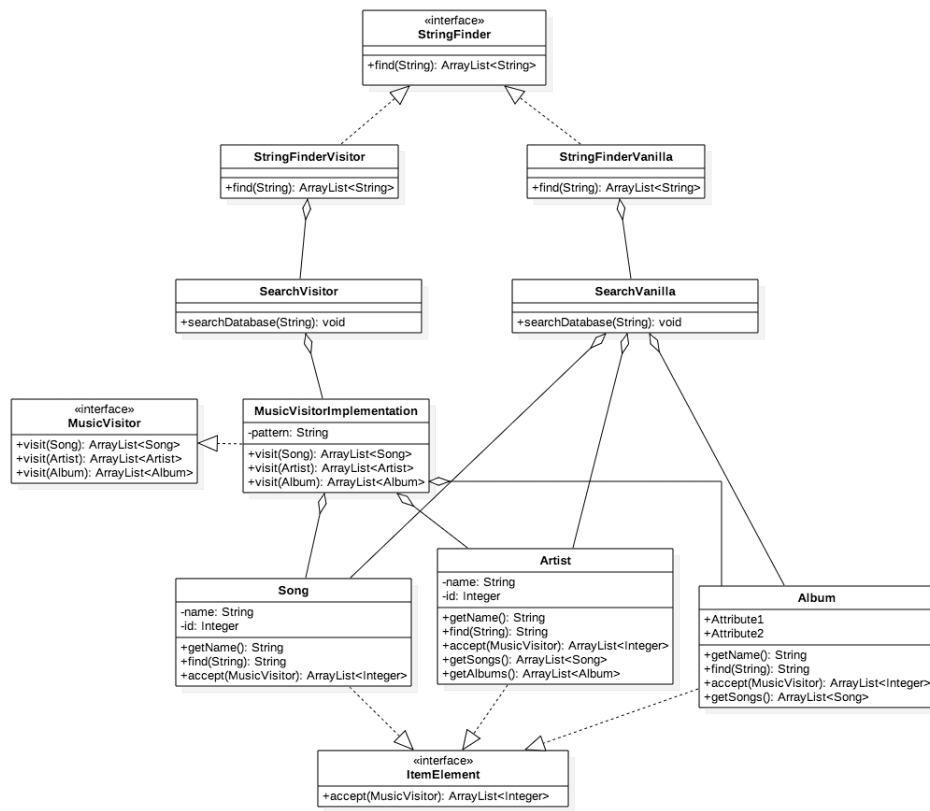 «interface»
StringFinder
+find(String): ArrayList<String>
StringFinderVisitor
+find(String): ArrayList<String>
StringFinderVanilla
+find(String): ArrayList<String>
SearchVisitor
+searchDatabase(String): void
SearchVanilla
+searchDatabase(String): void
«interface»
MusicVisitor
+visit(Song): ArrayList<Song>
+visit(Artist): ArrayList<Artist>
+visit(Album): ArrayList<Album>
MusicVisitorImplementation
-pattern: String
+visit(Song): ArrayList<Song>
+visit(Artist): ArrayList<Artist>
+visit(Album): ArrayList<Album>
Song
-name: String
-id: Integer
+getName(): String
+find(String): String
+accept(MusicVisitor): ArrayList<Integer>
Artist
-name: String
-id: Integer
+getName(): String
+find(String): String
+accept(MusicVisitor): ArrayList<Integer>
+getSongs(): ArrayList<Song>
+getAlbums(): ArrayList<Album>
Album
+Attribute1
+Attribute2
+getName(): String
+find(String): String
+accept(MusicVisitor): ArrayList<Integer>
+getSongs(): ArrayList<Song>
«interface»
ItemElement
+accept(MusicVisitor): ArrayList<Integer>